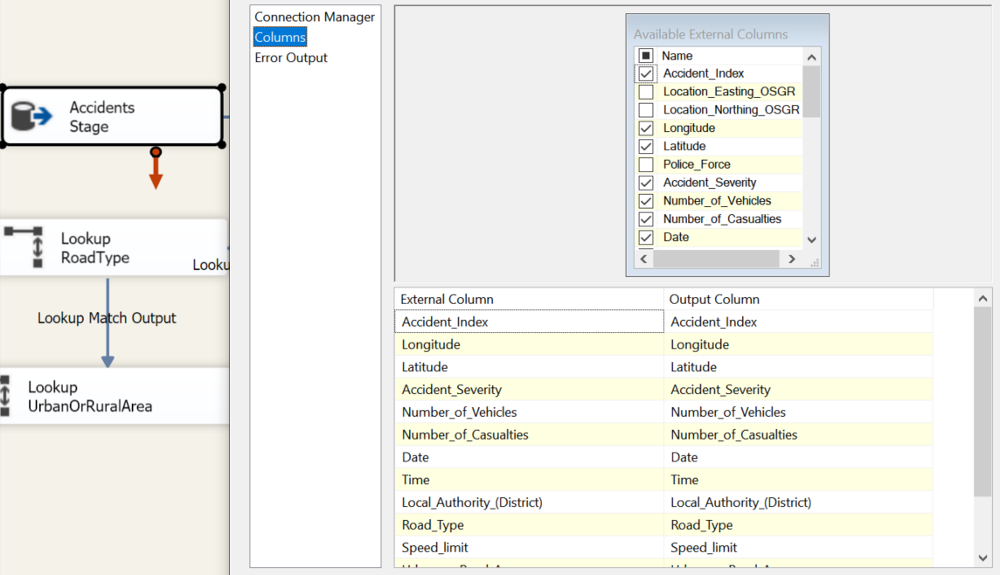 Accidents
Stage
Lookup
RoadType
Looku
Lookup Match Output
Lookup
UrbanOrRuralArea
Connection Manager
Columns
Error Output
Available External Columns
Name
Accident_Index
Location_Easting_OSGR
Location_Northing_OSGR
Longitude
Latitude
Police_Force
Accident_Severity
Number_of_Vehicles
Number_of_Casualties
Date
External Column Output Column
Accident_Index Accident_Index
Longitude Longitude
Latitude Latitude
Accident_Severity Accident_Severity
Number_of_Vehicles Number_of_Vehicles
Number_of_Casualties Number_of_Casualties
Date Date
Time Time
Local_Authority_(District) Local_Authority_(District)
Road_Type Road_Type
Speed_limit Speed_limit